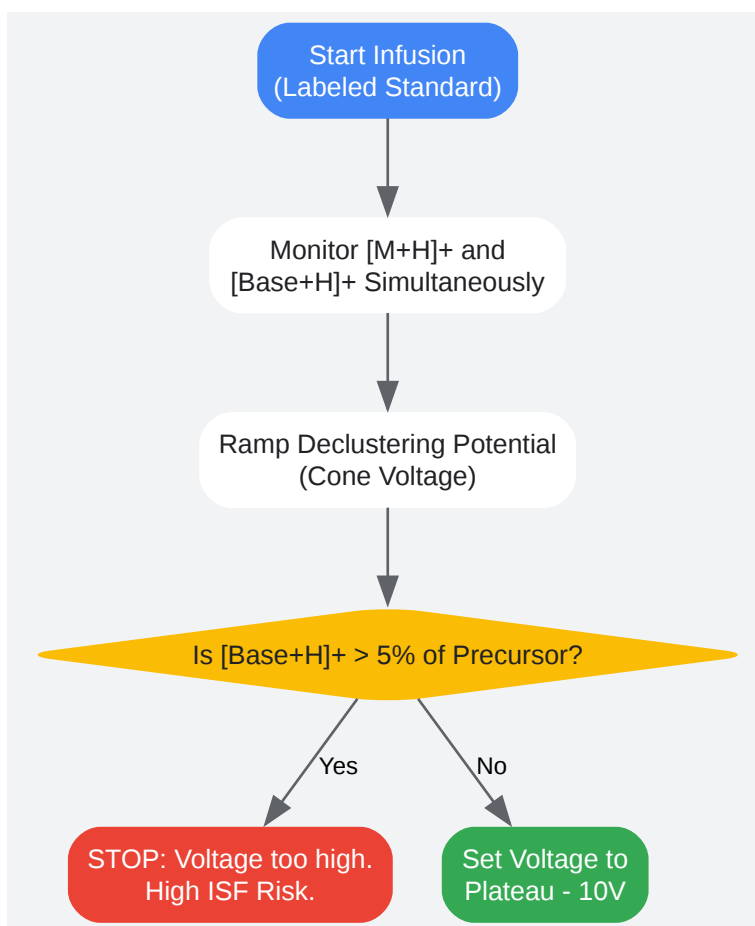 Start Infusion
(Labeled Standard)
Monitor [M+H]+ and
[Base+H]+ Simultaneously
Ramp Declustering Potential
(Cone Voltage)
Is [Base+H]+ > 5% of Precursor?
Yes
No
STOP: Voltage too high.
High ISF Risk.
Set Voltage to
Plateau - 10V